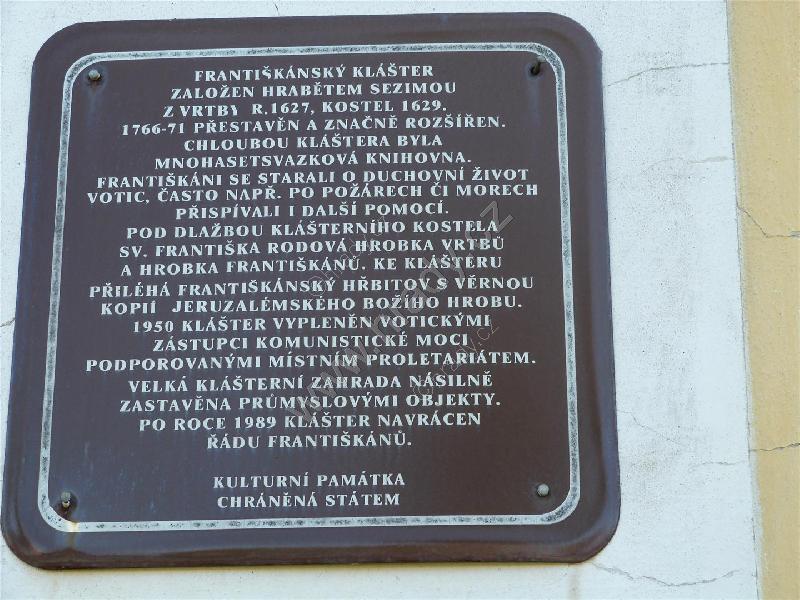 FRANTIŠKÁNSKÝ KLÁŠTER
ZALOŽEN HRABĚTEM SEZIMOU
Z VRTBY R.1627, KOSTEL 1629.
1766-71 PŘESTAVĚN A ZNAČNĚ ROZŠÍŘEN.
CHLOUBOU KLÁŠTERA BYLA
MNOHASETSVAZKOVÁ KNIHOVNA.
FRANTIŠKÁNI SE STARALI O DUCHOVNÍ ŽIVOT
VOTIC, ČASTO NAPŘ. PO POŽÁRECH ČI MORECH
PŘISPÍVALI I DALŠÍ POMOCÍ.
POD DLAŽBOU KLÁŠTERNÍHO KOSTELA
SV. FRANTIŠKA RODOVÁ HROBKA VRTBŮ
A HROBKA FRANTIŠKÁNŮ. KE KLÁŠTERU
PŘILÉHÁ FRANTIŠKÁNSKÝ HŘBITOV S VĚRNOU
KOPIÍ JERUZALÉMSKÉHO BOŽÍHO HROBU.
1950 KLÁŠTER VYPLENĚN VOTICKÝMI
ZÁSTUPCI KOMUNISTICKÉ MOCI
PODPOROVANÝMI MÍSTNÍM PROLETARIÁTEM.
VELKÁ KLÁŠTERNÍ ZAHRADA NÁSILNĚ
ZASTAVĚNA PRŮMYSLOVÝMI OBJEKTY.
PO ROCE 1989 KLÁŠTER NAVRÁCEN
ŘÁDU FRANTIŠKÁNŮ.
KULTURNÍ PAMÁTKA
CHRÁNĚNÁ STÁTEM
www.hrady.cz